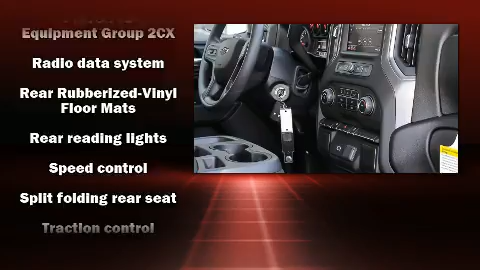 Equipment Group 2CX
Radio data system
Rear Rubberized-Vinyl
Floor Mats
Rear reading lights
Speed control
Split folding rear seat
Traction control